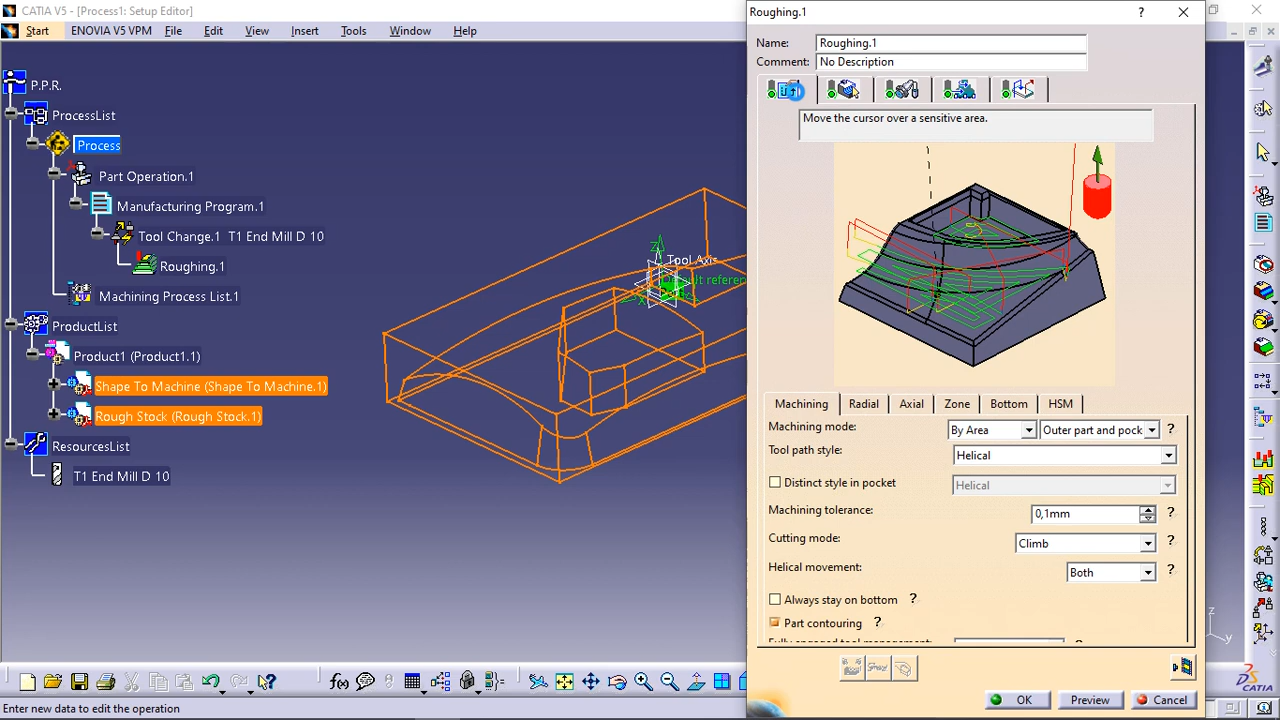 CATIA V5 - [Process1: Setup Editor]
Start ENOVIA V5 VPM File Edit View Insert Tools Window Help
P.P.R.
ProcessList
Process
Part Operation.1
Manufacturing Program.1
Tool Change.1 T1 End Mill D 10
Roughing.1
Machining Process List.1
ProductList
Product1 (Product1.1)
Shape To Machine (Shape To Machine.1)
Rough Stock (Rough Stock.1)
ResourcesList
T1 End Mill D 10
Z
Tool Axis
Default referen
X
z
y
Roughing.1
Name: Roughing.1
Comment: No Description
Move the cursor over a sensitive area.
Machining Radial Axial Zone Bottom HSM
Machining mode: By Area Outer part and pock ?
Tool path style: Helical
Distinct style in pocket Helical
Machining tolerance: 0,1mm ?
Cutting mode: Climb ?
Helical movement: Both ?
Always stay on bottom ?
Part contouring ?
Fully engaged tool management:
OK Preview Cancel
Enter new data to edit the operation